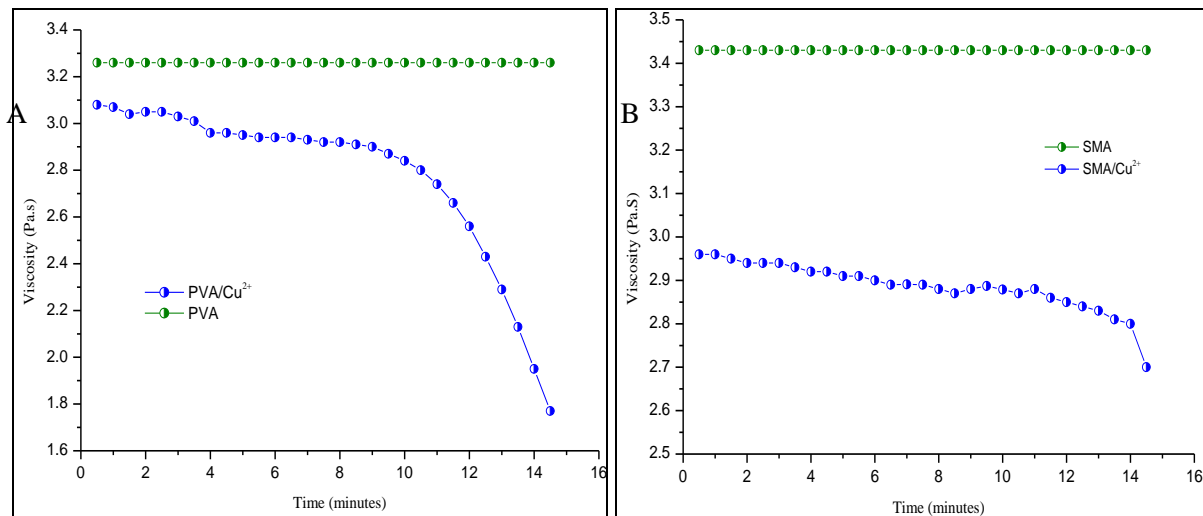 A
3.4
3.2
3.0
2.8
2.6
2.4
2.2
2.0
1.8
1.6
Viscosity (Pa.s)
PVA/Cu²⁺
PVA
0 2 4 6 8 10 12 14 16
Time (minutes)
B
3.5
3.4
3.3
3.2
3.1
3.0
2.9
2.8
2.7
2.6
2.5
Viscosity (Pa.S)
SMA
SMA/Cu²⁺
0 2 4 6 8 10 12 14 16
Time (minutes)